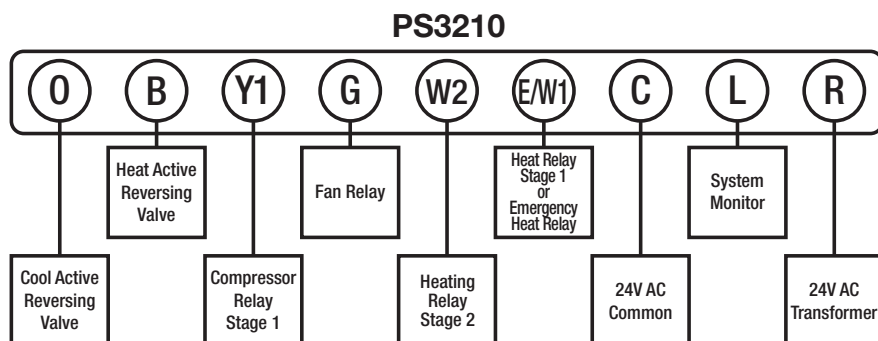 PS3210
O B Y1 G W2 E/W1 C L R
Heat Active
Reversing
Valve
Fan Relay
Heat Relay
Stage 1
or
Emergency
Heat Relay
System
Monitor
Cool Active
Reversing
Valve
Compressor
Relay
Stage 1
Heating
Relay
Stage 2
24V AC
Common
24V AC
Transformer